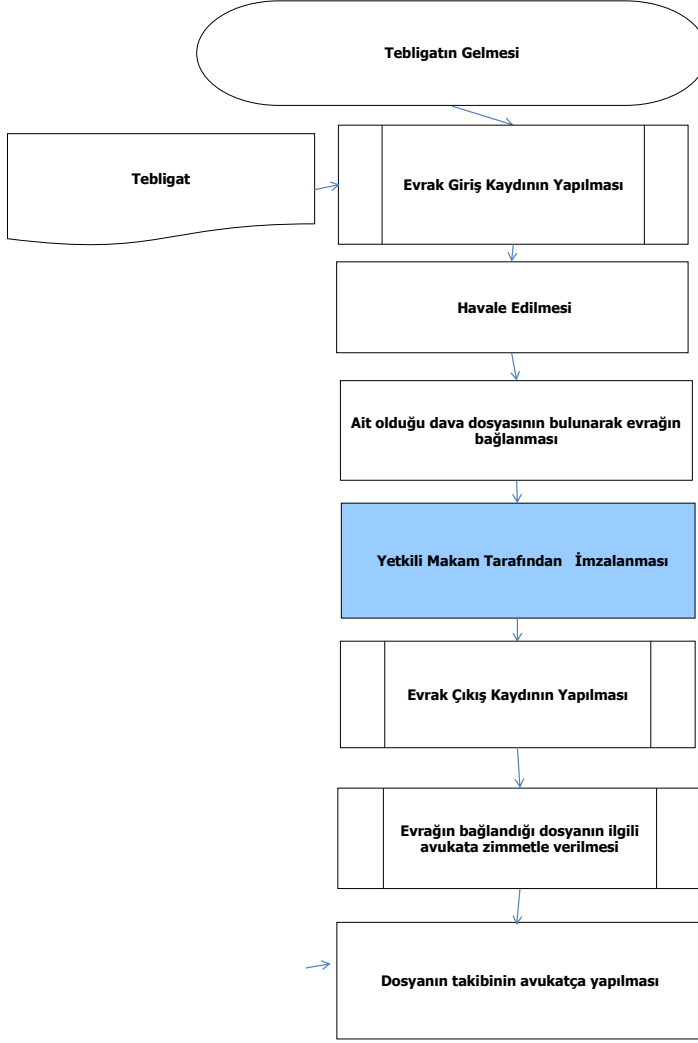 Tebligatın Gelmesi
Tebligat
Evrak Giriş Kaydının Yapılması
Havale Edilmesi
Ait olduğu dava dosyasının bulunarak evrağın
bağlanması
Yetkili Makam Tarafından İmzalanması
Evrak Çıkış Kaydının Yapılması
Evrağın bağlandığı dosyanın ilgili
avukata zimmetle verilmesi
Dosyanın takibinin avukatça yapılması